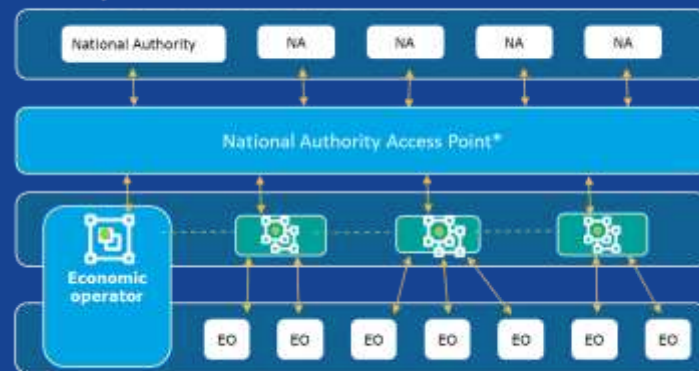 National Authority NA NA NA NA
National Authority Access Point*
Economic
operator
EO EO EO EO EO EO EO